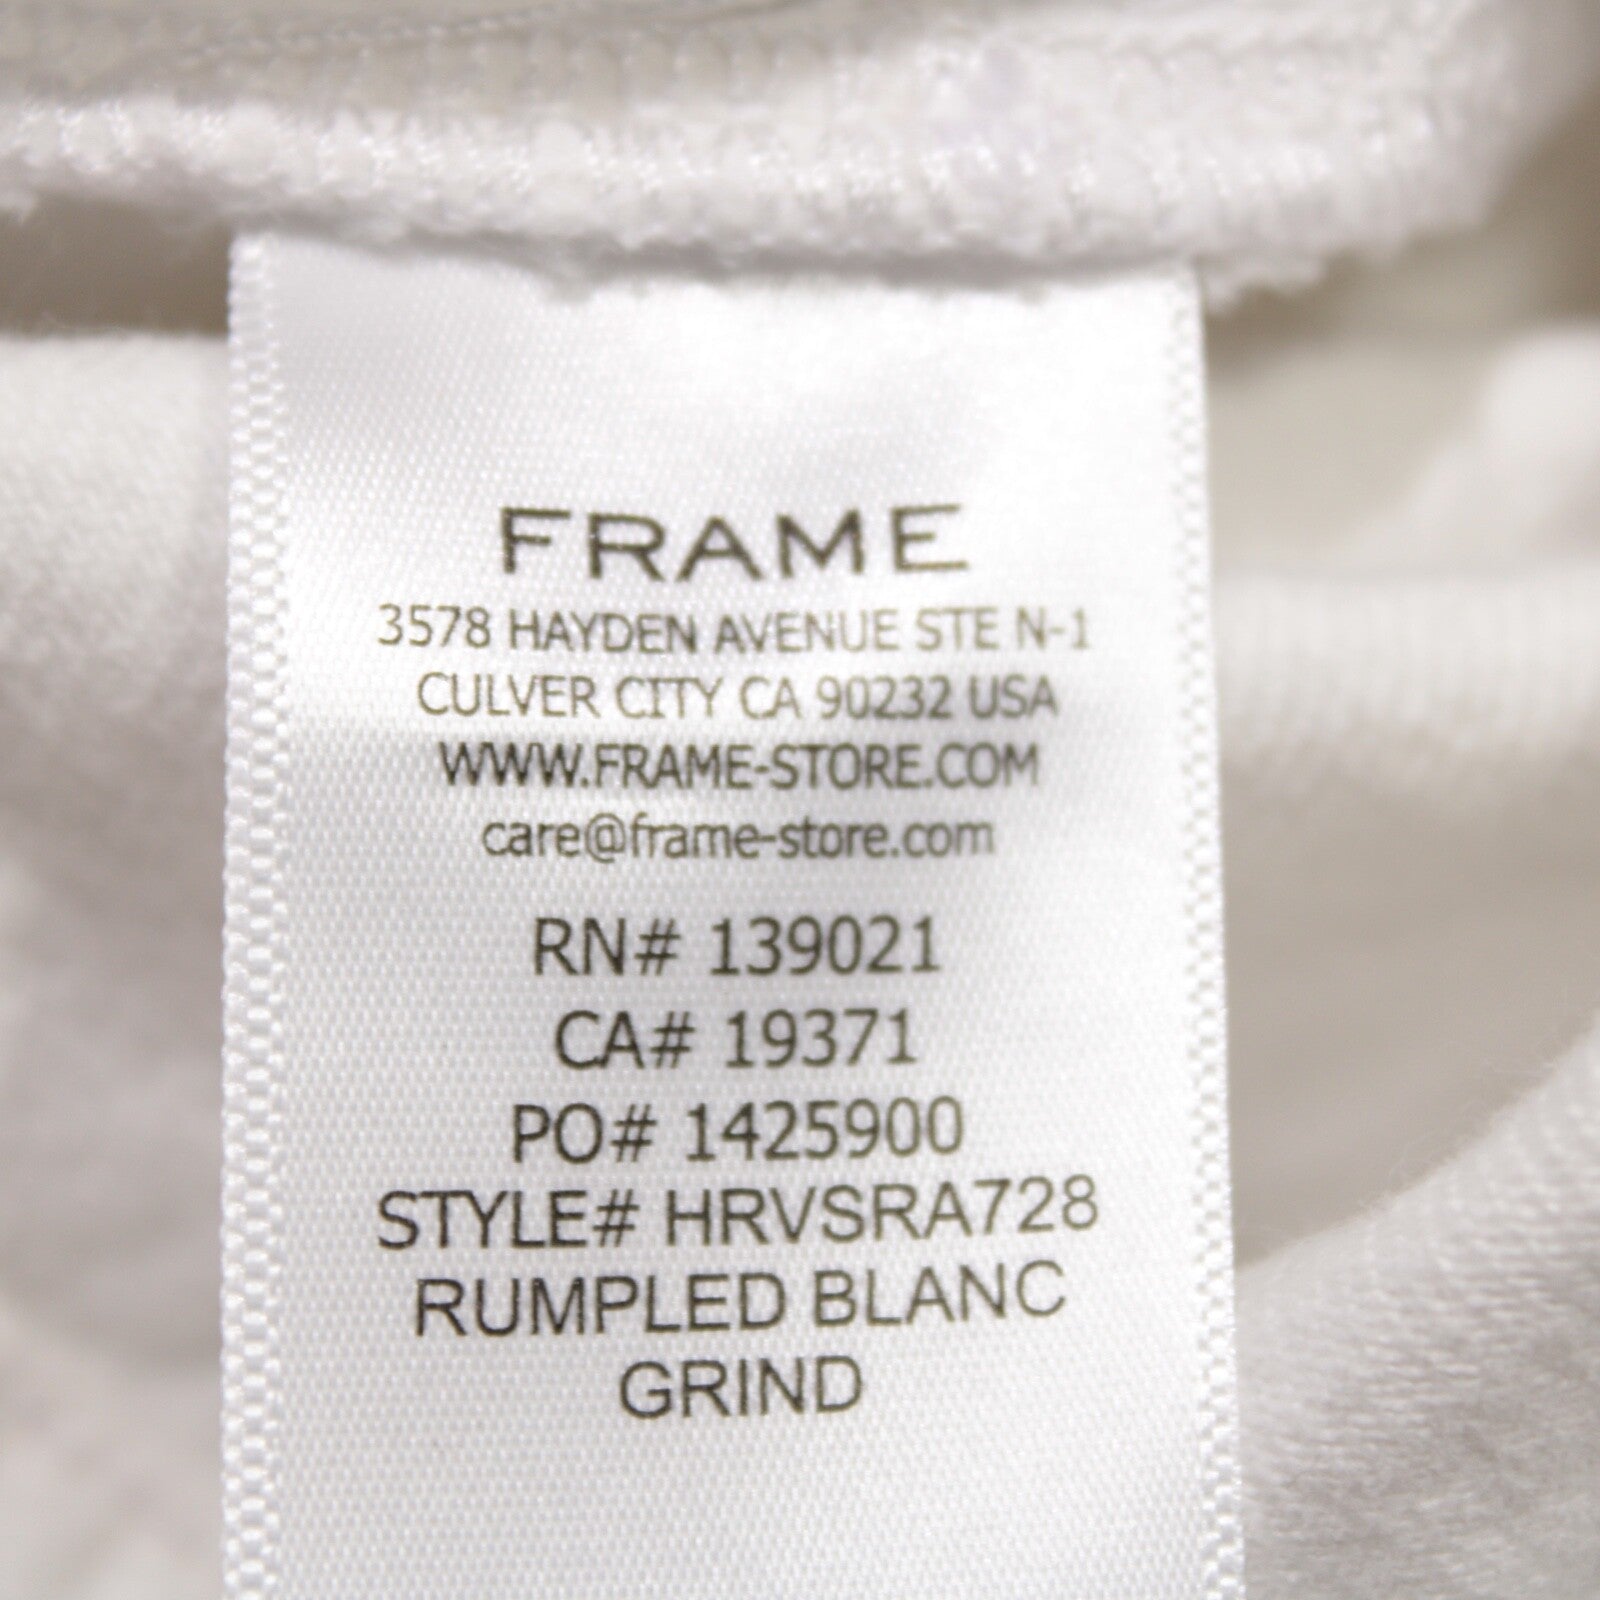 FRAME
3578 HAYDEN AVENUE STE N-1
CULVER CITY CA 90232 USA
WWW.FRAME-STORE.COM
care@frame-store.com
RN# 139021
CA# 19371
PO# 1425900
STYLE# HRVSRA728
RUMPLED BLANC
GRIND